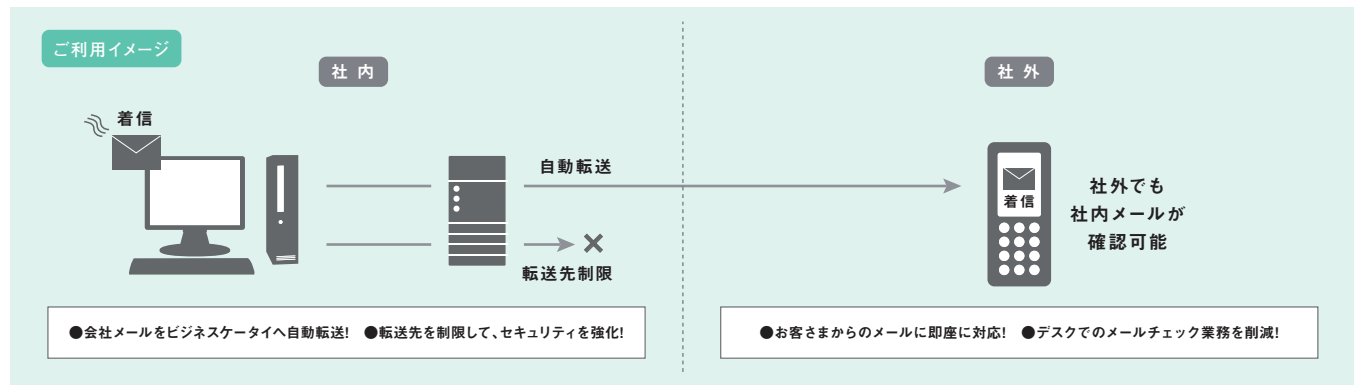 ご利用イメージ
社内
社外
着信
自動転送
転送先制限
着信
社外でも
社内メールが
確認可能
●会社メールをビジネスケータイへ自動転送! ●転送先を制限して、セキュリティを強化!
●お客さまからのメールに即座に対応! ●デスクでのメールチェック業務を削減!